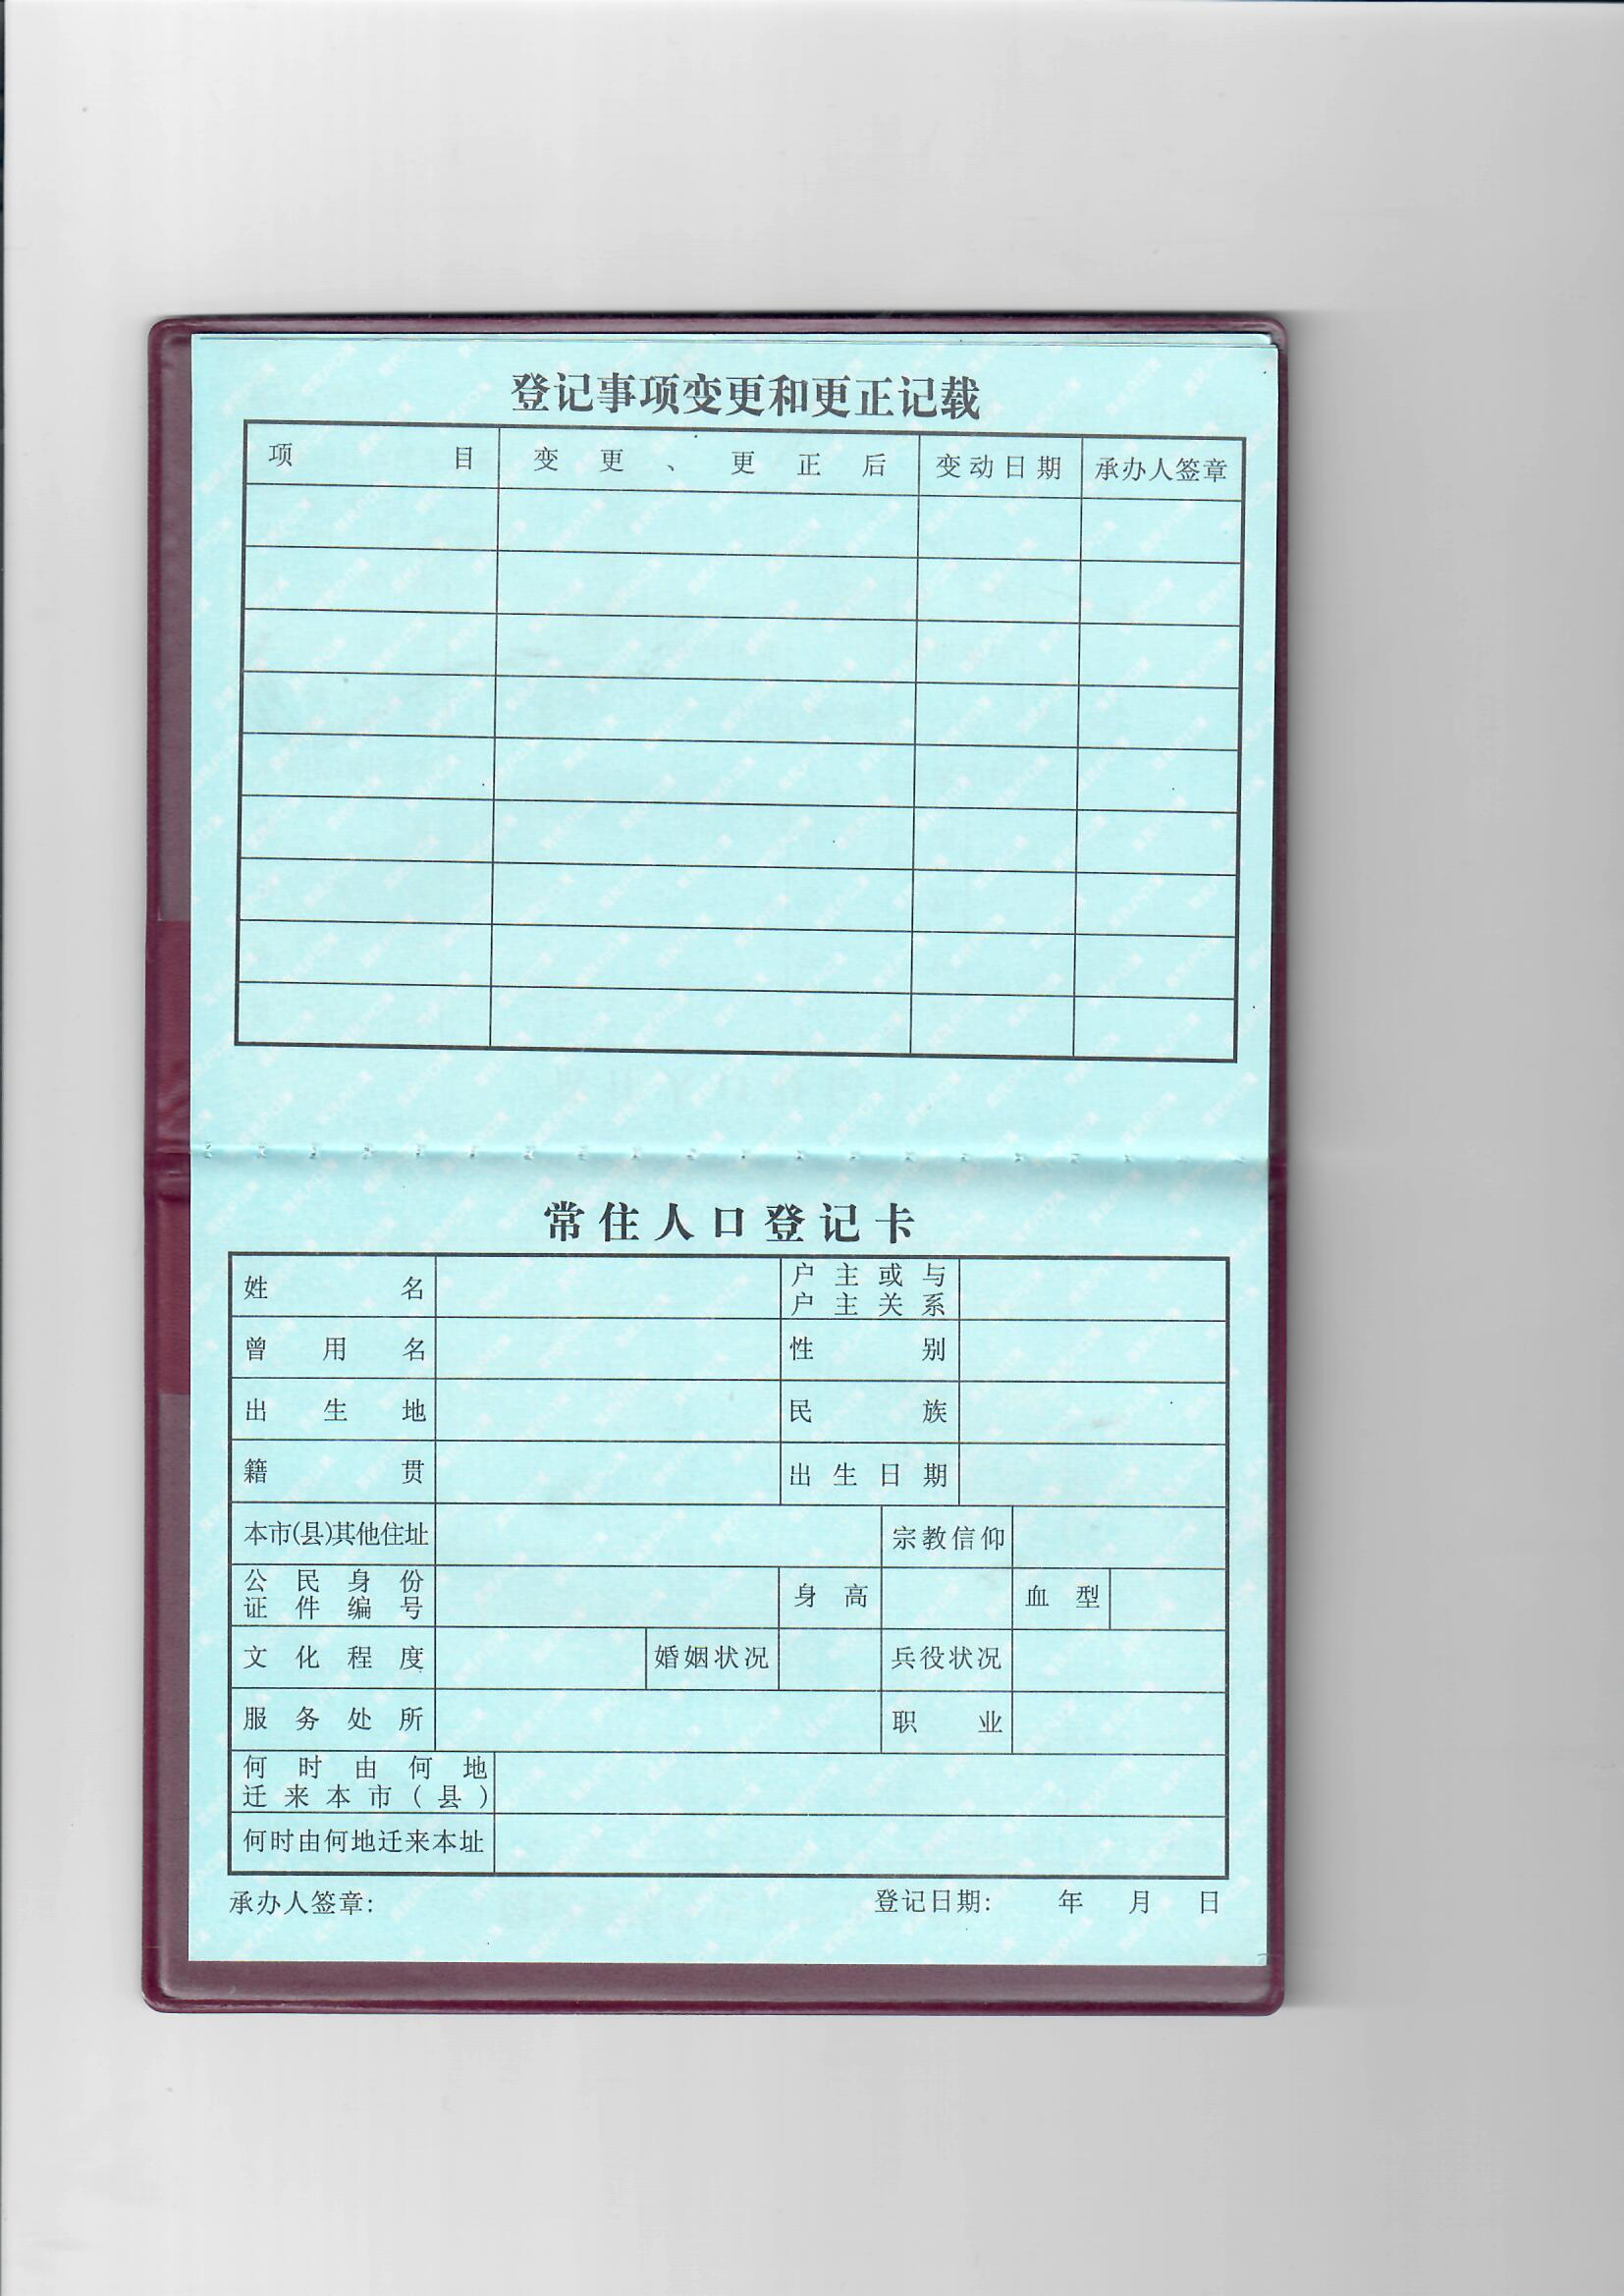 登记事项变更和更正记载
项目 变更、更正后 变动日期 承办人签章
常住人口登记卡
姓名 户主或与户主关系
曾用名 性别
出生地 民族
籍贯 出生日期
本市(县)其他住址 宗教信仰
公民身份证件编号 身高 血型
文化程度 婚姻状况 兵役状况
服务处所 职业
何时由何地迁来本市(县)
何时由何地迁来本址
承办人签章: 登记日期: 年 月 日